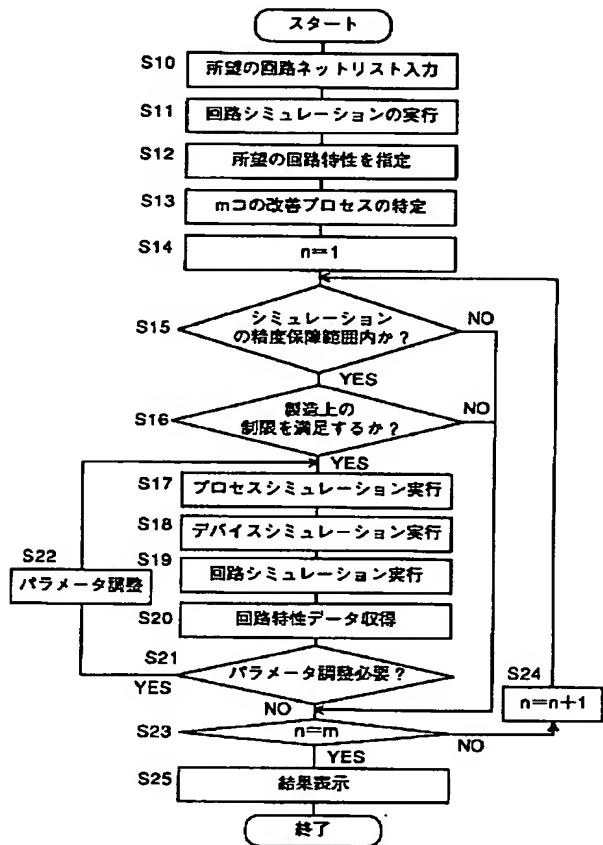 スタート
S10
所望の回路ネットリスト入力
S11
回路シミュレーションの実行
S12
所望の回路特性を指定
S13
mコの改善プロセスの特定
S14
n=1
S15
シミュレーション
の精度保障範囲内か?
NO
YES
S16
製造上の
制限を満足するか?
NO
YES
S17
プロセスシミュレーション実行
S18
デバイスシミュレーション実行
S19
回路シミュレーション実行
S20
回路特性データ取得
S21
パラメータ調整必要?
YES
NO
S22
パラメータ調整
S23
n=m
NO
YES
S24
n=n+1
S25
結果表示
終了